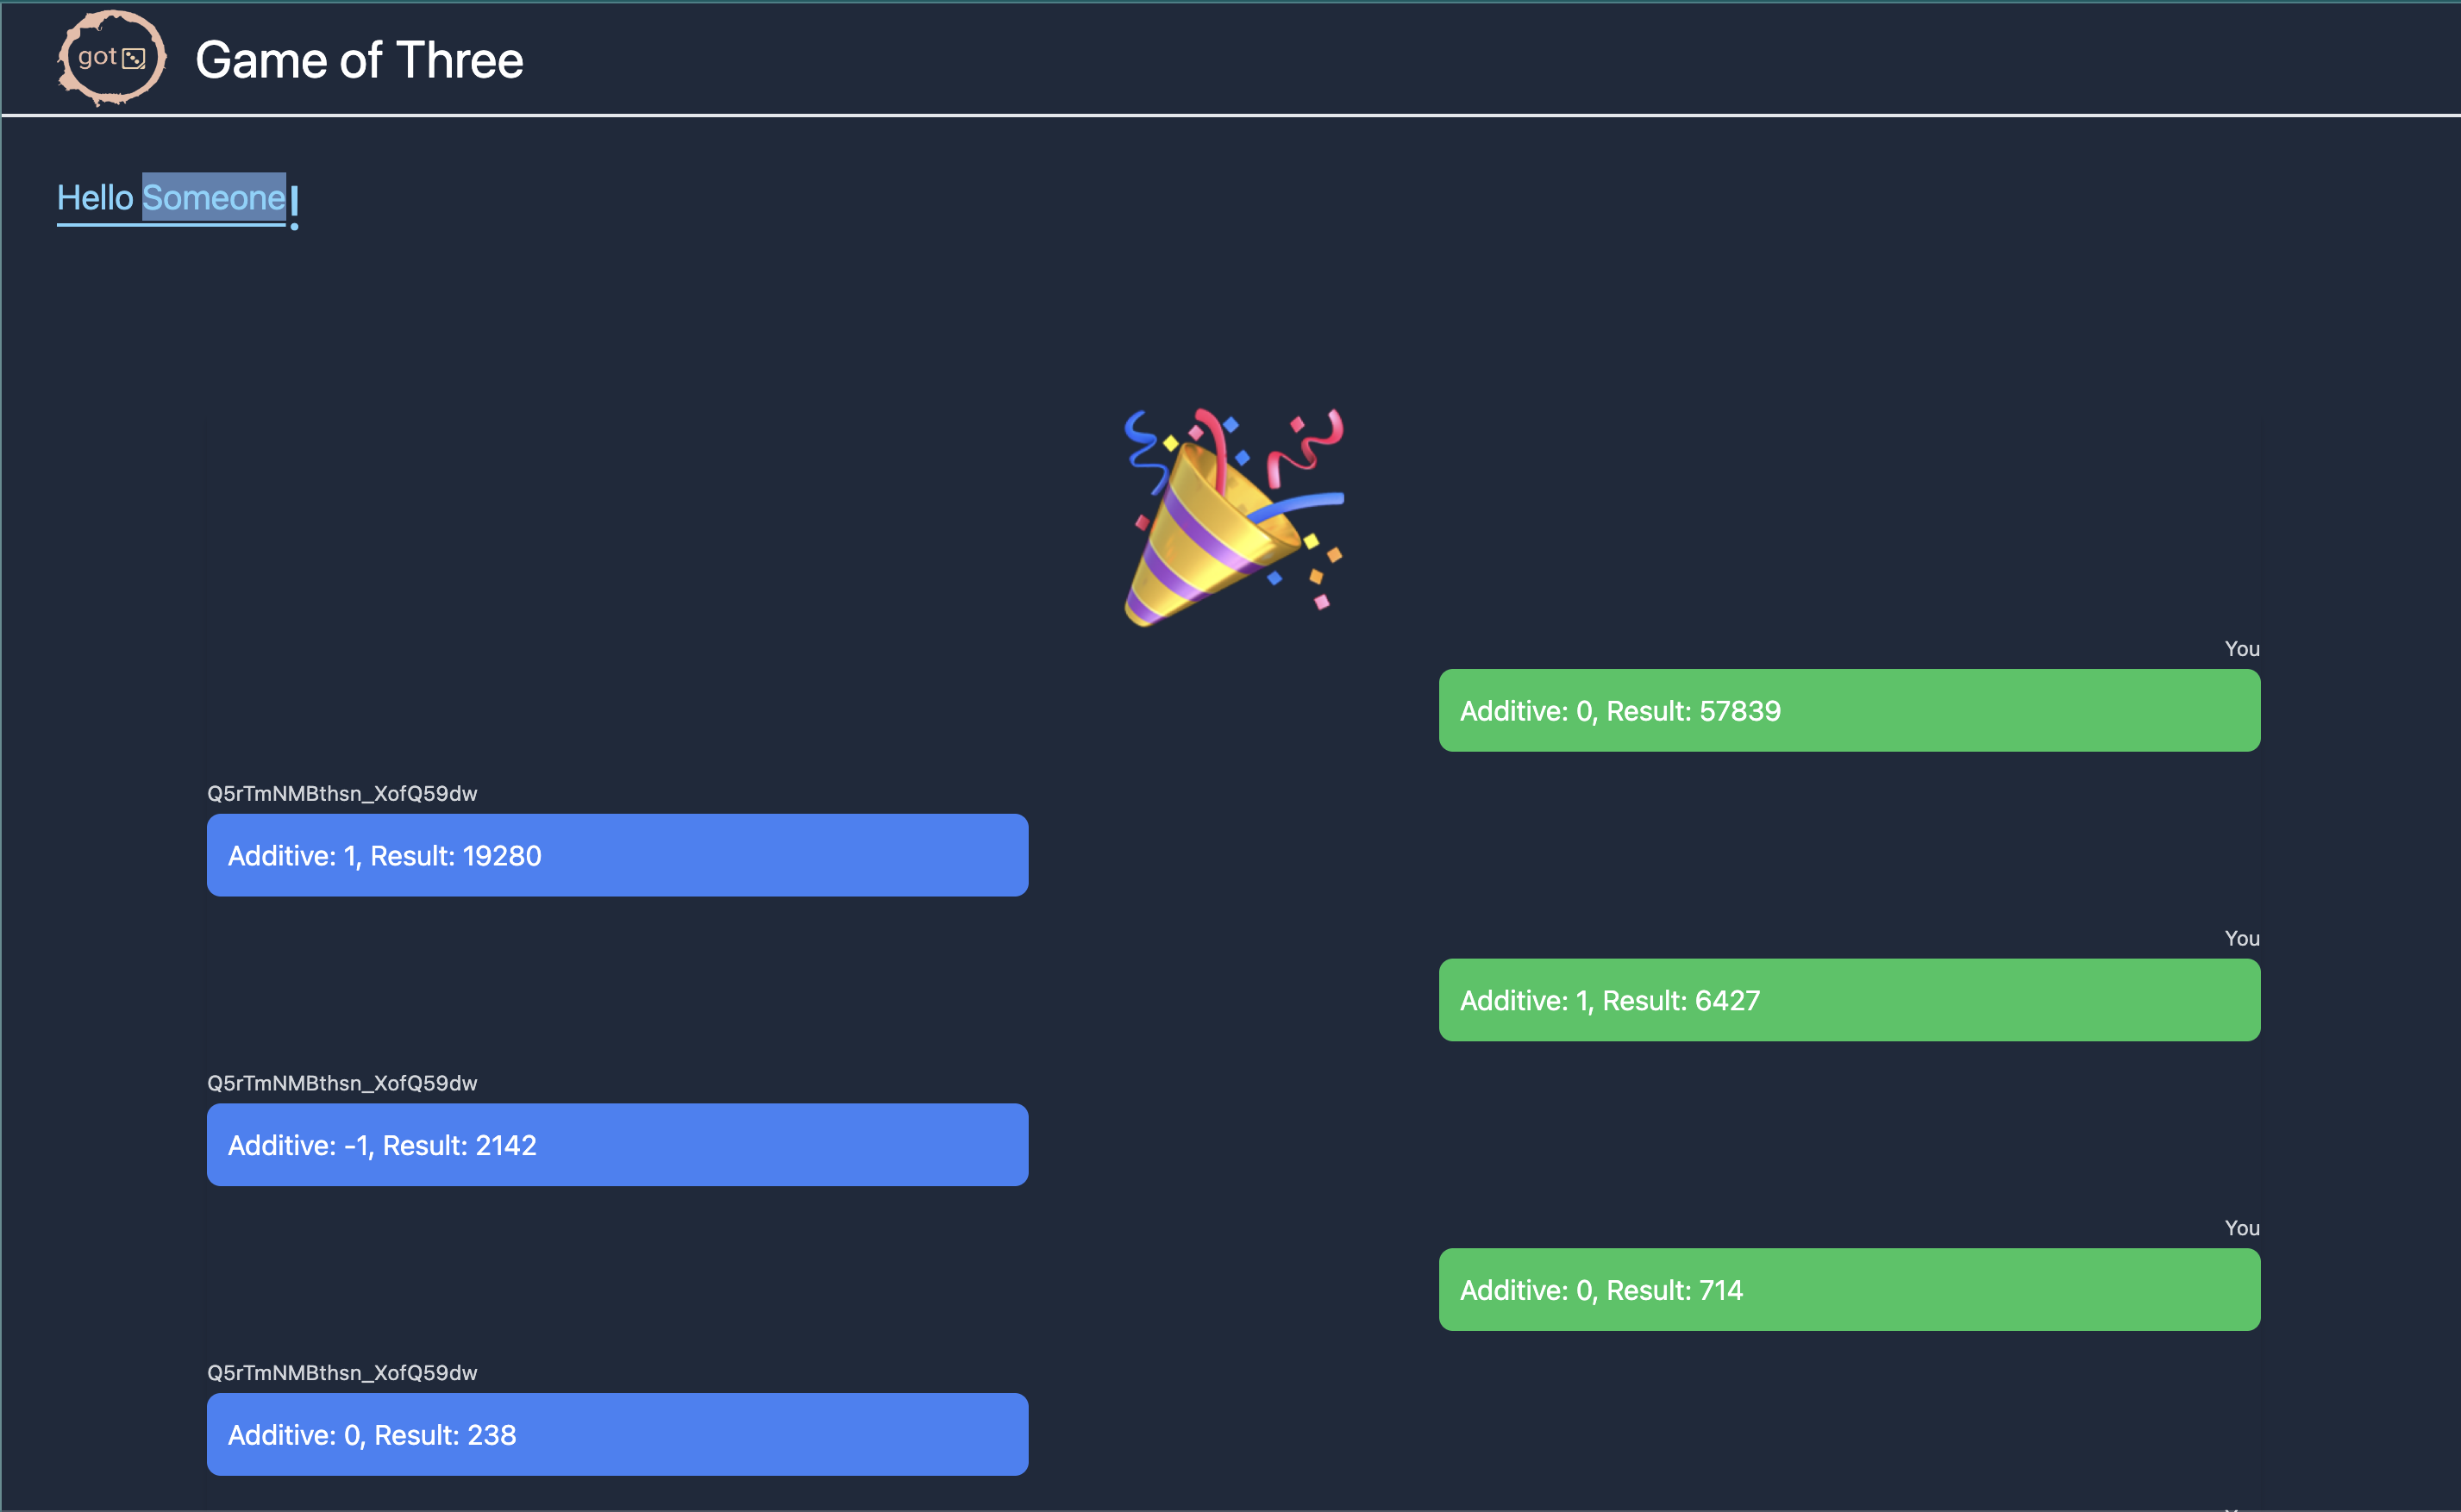 got
Game of Three
Hello Someone!
You
Additive: 0, Result: 57839
Q5rTmNMBthsn_XofQ59dw
Additive: 1, Result: 19280
You
Additive: 1, Result: 6427
Q5rTmNMBthsn_XofQ59dw
Additive: -1, Result: 2142
You
Additive: 0, Result: 714
Q5rTmNMBthsn_XofQ59dw
Additive: 0, Result: 238